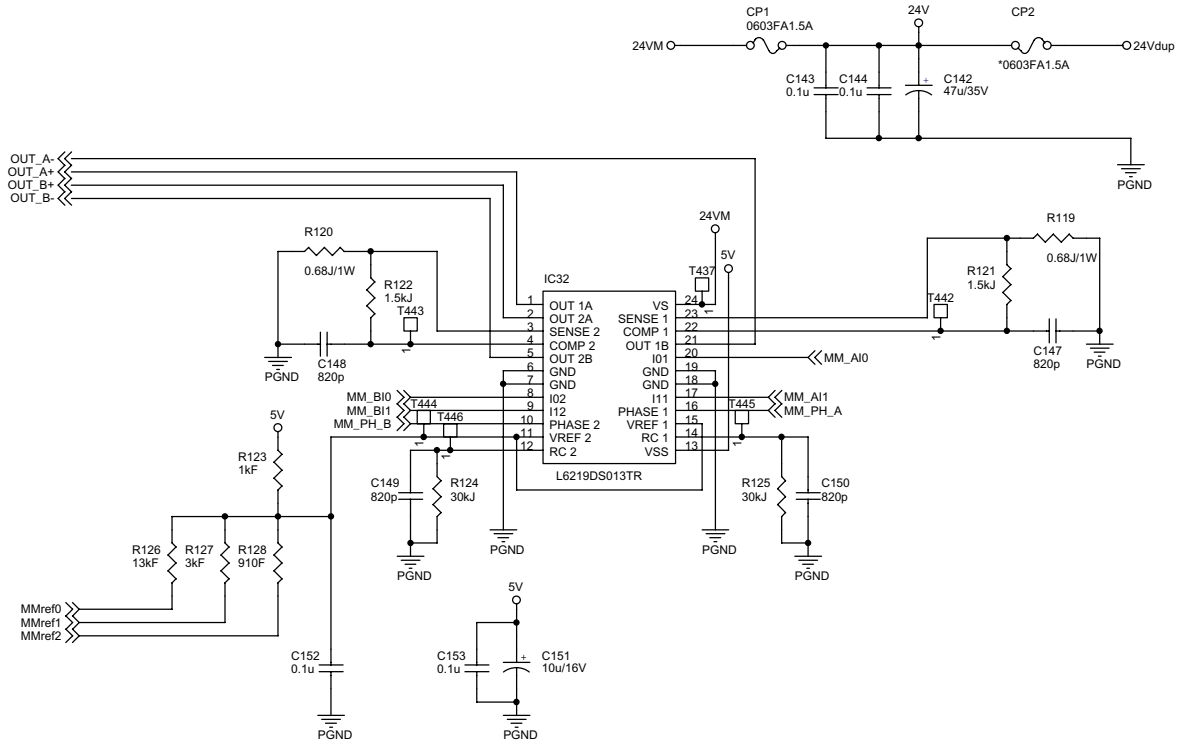 CP1
0603FA1.5A
24V
CP2
24VM
24Vdup
*0603FA1.5A
C143
0.1u
C144
0.1u
+
C142
47u/35V
PGND
OUT_A-
OUT_A+
OUT_B+
OUT_B-
24VM
5V
R120
0.68J/1W
R122
1.5kJ
T443
1
C148
820p
PGND
IC32
T437
1
R119
0.68J/1W
R121
1.5kJ
T442
1
C147
820p
PGND
1 OUT 1A VS 24
2 OUT 2A SENSE 1 23
3 SENSE 2 COMP 1 22
4 COMP 2 OUT 1B 21
5 OUT 2B I01 20
6 GND GND 19
7 GND GND 18
8 I02 I11 17
9 I12 PHASE 1 16
10 PHASE 2 VREF 1 15
11 VREF 2 RC 1 14
12 RC 2 VSS 13
L6219DS013TR
MM_AI0
MM_BI0
MM_BI1
MM_PH_B
T444
1
T446
1
MM_AI1
MM_PH_A
T445
1
5V
R123
1kF
C149
820p
R124
30kJ
PGND
PGND
PGND
R125
30kJ
C150
820p
PGND
R126
13kF
R127
3kF
R128
910F
MMref0
MMref1
MMref2
5V
C152
0.1u
PGND
C153
0.1u
+
C151
10u/16V
PGND